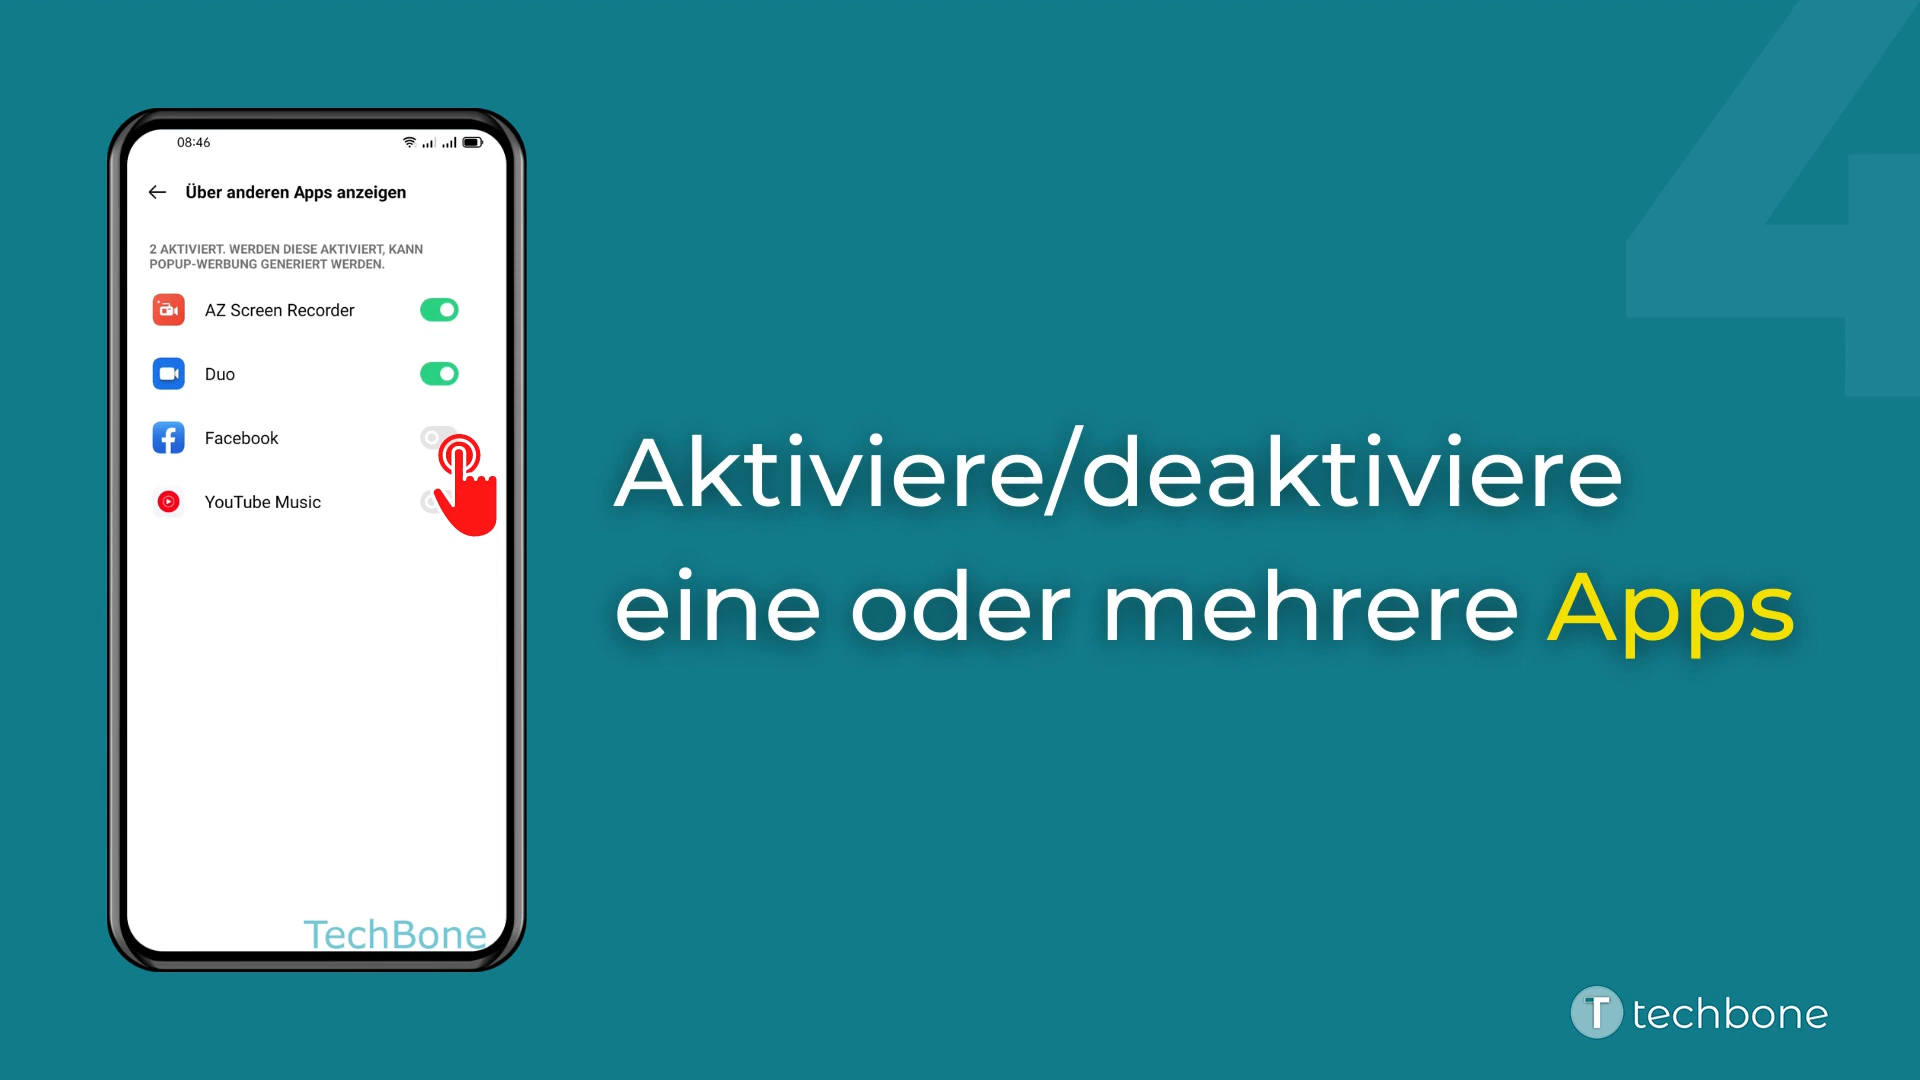 4
08:46
Über anderen Apps anzeigen
2 AKTIVIERT. WERDEN DIESE AKTIVIERT, KANN
POPUP-WERBUNG GENERIERT WERDEN.
AZ Screen Recorder
Duo
Facebook
YouTube Music
TechBone
Aktiviere/deaktiviere
eine oder mehrere Apps
T techbone